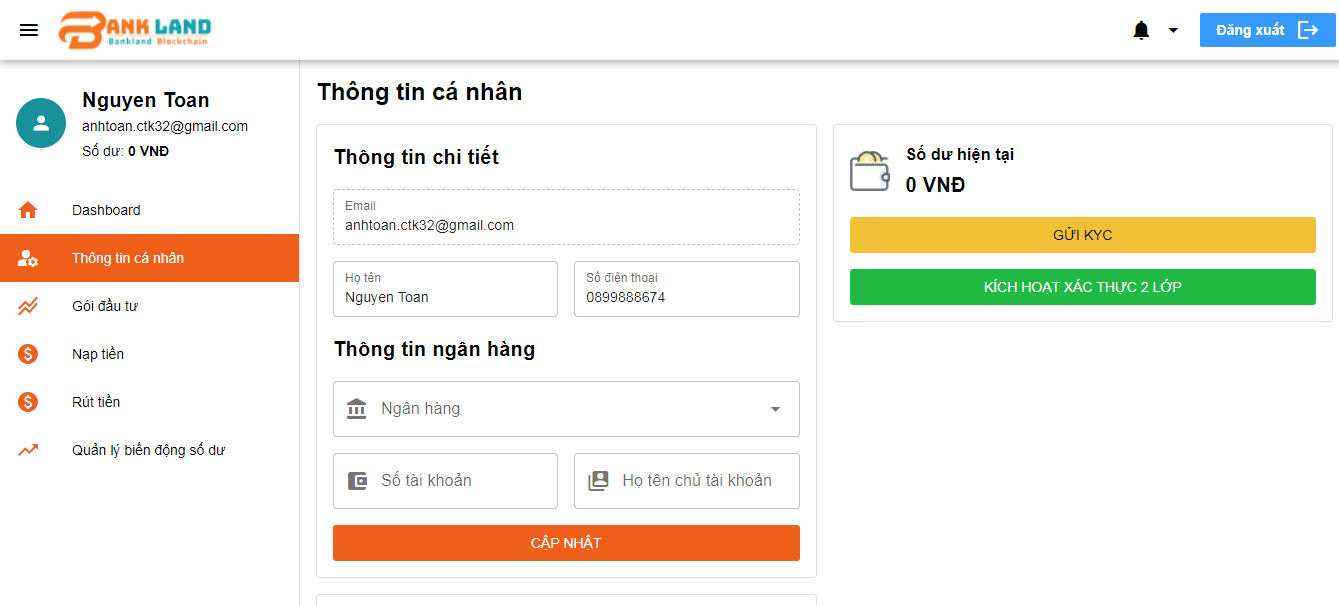 BANK LAND
Bankland Blockchain
Đăng xuất
Nguyen Toan
anhtoan.ctk32@gmail.com
Số dư: 0 VNĐ
Dashboard
Thông tin cá nhân
Gói đầu tư
Nạp tiền
Rút tiền
Quản lý biến động số dư
Thông tin cá nhân
Thông tin chi tiết
Email
anhtoan.ctk32@gmail.com
Họ tên
Nguyen Toan
Số điện thoại
0899888674
Thông tin ngân hàng
Ngân hàng
Số tài khoản
Họ tên chủ tài khoản
CẬP NHẬT
Số dư hiện tại
0 VNĐ
GỬI KYC
KÍCH HOẠT XÁC THỰC 2 LỚP